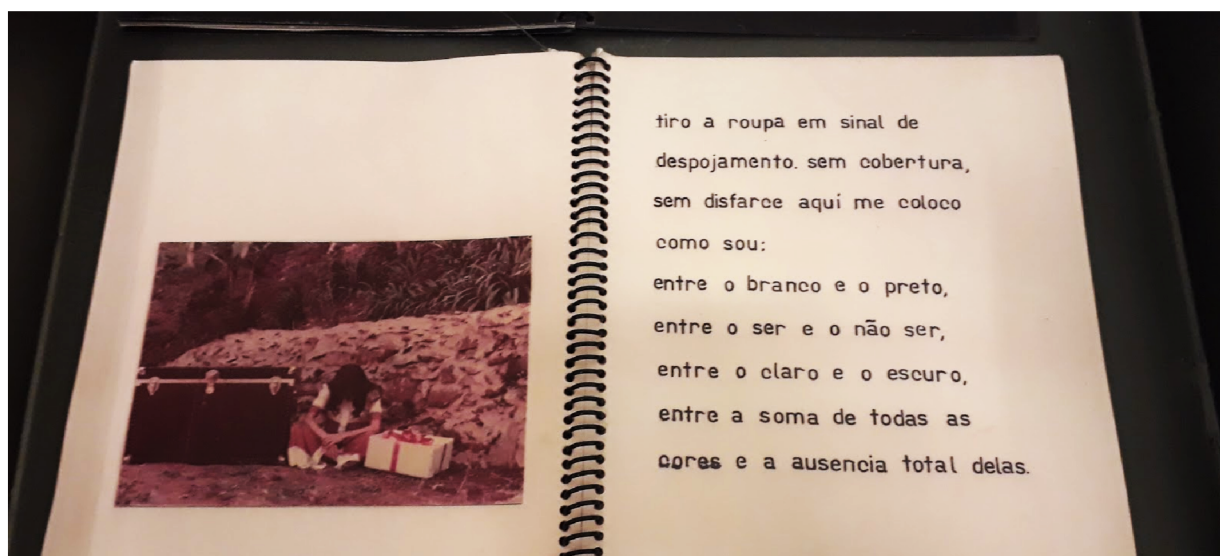 tiro a roupa em sinal de
despojamento. sem cobertura,
sem disfarce aquí me coloco
como sou:
entre o branco e o preto,
entre o ser e o não ser,
entre o claro e o escuro,
entre a soma de todas as
cores e a ausencia total delas.